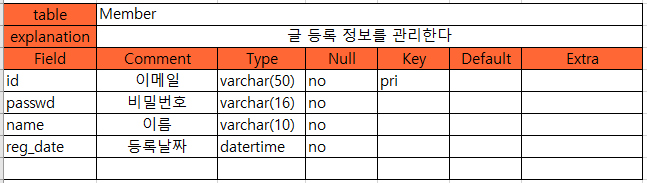 table Member
explanation 글 등록 정보를 관리한다
Field Comment Type Null Key Default Extra
id 이메일 varchar(50) no pri
passwd 비밀번호 varchar(16) no
name 이름 varchar(10) no
reg_date 등록날짜 datertime no